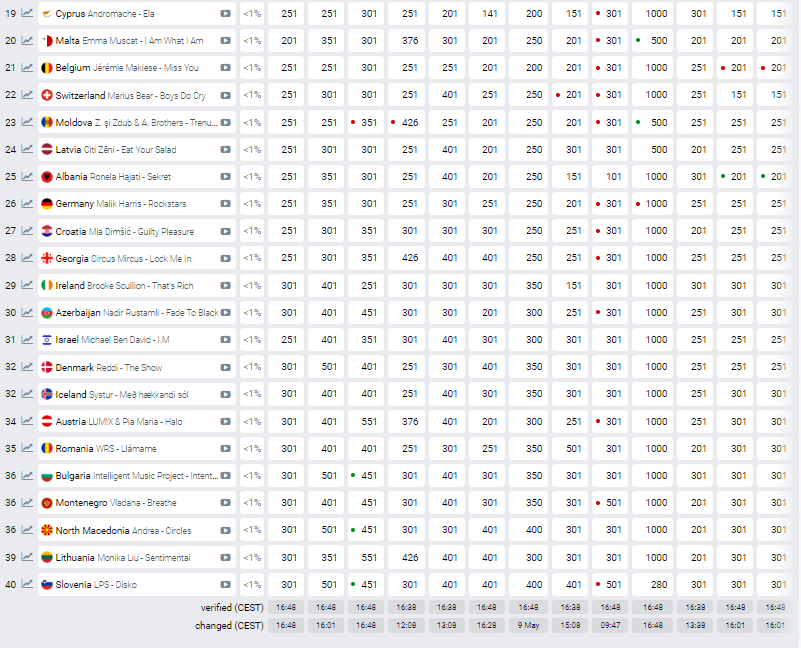 19 Cyprus Andromache - Ela <1% 251 251 301 251 201 141 200 151 301 1000 301 151 151
20 Malta Emma Muscat - I Am What I Am <1% 201 351 301 376 301 201 250 201 301 500 201 201 201
21 Belgium Jérémie Makiese - Miss You <1% 251 251 301 251 251 201 200 201 301 1000 251 201 201
22 Switzerland Marius Bear - Boys Do Cry <1% 251 301 301 251 401 251 250 201 301 1000 251 151 151
23 Moldova Z. și Zdub & A. Brothers - Trenu... <1% 251 251 351 426 251 201 250 201 301 500 251 251 251
24 Latvia Citi Zēni - Eat Your Salad <1% 251 301 301 251 401 201 250 301 301 500 201 251 251
25 Albania Ronela Hajati - Sekret <1% 251 351 301 251 401 201 250 151 101 1000 301 201 201
26 Germany Malik Harris - Rockstars <1% 251 351 301 251 301 251 250 201 301 1000 201 251 251
27 Croatia Mia Dimšić - Guilty Pleasure <1% 251 301 351 301 301 301 250 251 301 1000 201 251 251
28 Georgia Circus Mircus - Lock Me In <1% 251 301 351 426 401 401 250 251 301 1000 251 251 251
29 Ireland Brooke Scullion - That's Rich <1% 301 401 251 301 301 301 350 151 301 1000 251 251 251
30 Azerbaijan Nadir Rustamli - Fade To Black <1% 301 401 451 301 301 201 300 251 301 1000 201 251 251
31 Israel Michael Ben David - I.M <1% 251 401 351 251 301 301 300 301 301 1000 251 251 251
32 Denmark Reddi - The Show <1% 301 501 401 251 401 301 350 301 301 1000 251 251 251
32 Iceland Systur - Með hækkandi sól <1% 301 401 401 251 401 301 350 301 301 1000 301 251 251
34 Austria LUM!X & Pia Maria - Halo <1% 301 401 551 376 401 201 300 251 301 1000 201 301 301
35 Romania WRS - Llámame <1% 301 401 401 251 301 251 350 501 301 1000 201 301 301
36 Bulgaria Intelligent Music Project - Intent... <1% 301 501 451 301 401 301 350 301 301 1000 301 301 301
36 Montenegro Vladana - Breathe <1% 301 401 451 301 401 301 350 301 501 1000 201 301 301
36 North Macedonia Andrea - Circles <1% 301 501 451 301 301 401 400 301 301 1000 201 301 301
39 Lithuania Monika Liu - Sentimentai <1% 301 351 551 426 401 401 300 301 301 1000 201 301 301
40 Slovenia LPS - Disko <1% 301 501 451 301 401 401 400 401 501 280 301 301 301
verified (CEST) 16:48 16:48 16:48 16:38 16:38 16:48 16:48 16:38 16:48 16:48 16:48 16:48 16:48
changed (CEST) 16:48 16:01 16:48 12:08 13:08 16:28 9 May 15:08 09:47 16:48 13:38 16:01 16:01